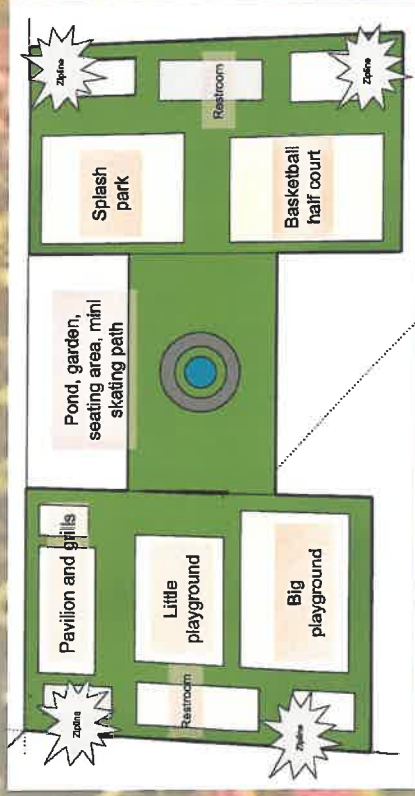 Zipline
Pavilion and grills
Pond, garden,
seating area, mini
skating path
Splash
park
Zipline
Restroom
Little
playground
Restroom
Zipline
Big
playground
Basketball
half court
Zipline